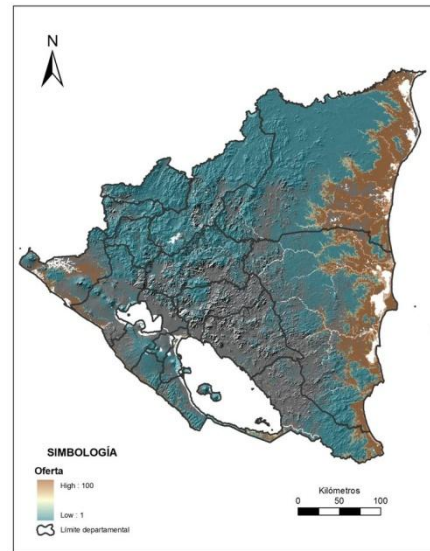 N
SIMBOLOGÍA
Oferta
High : 100
Low : 1
Límite departamental
Kilómetros
0 50 100